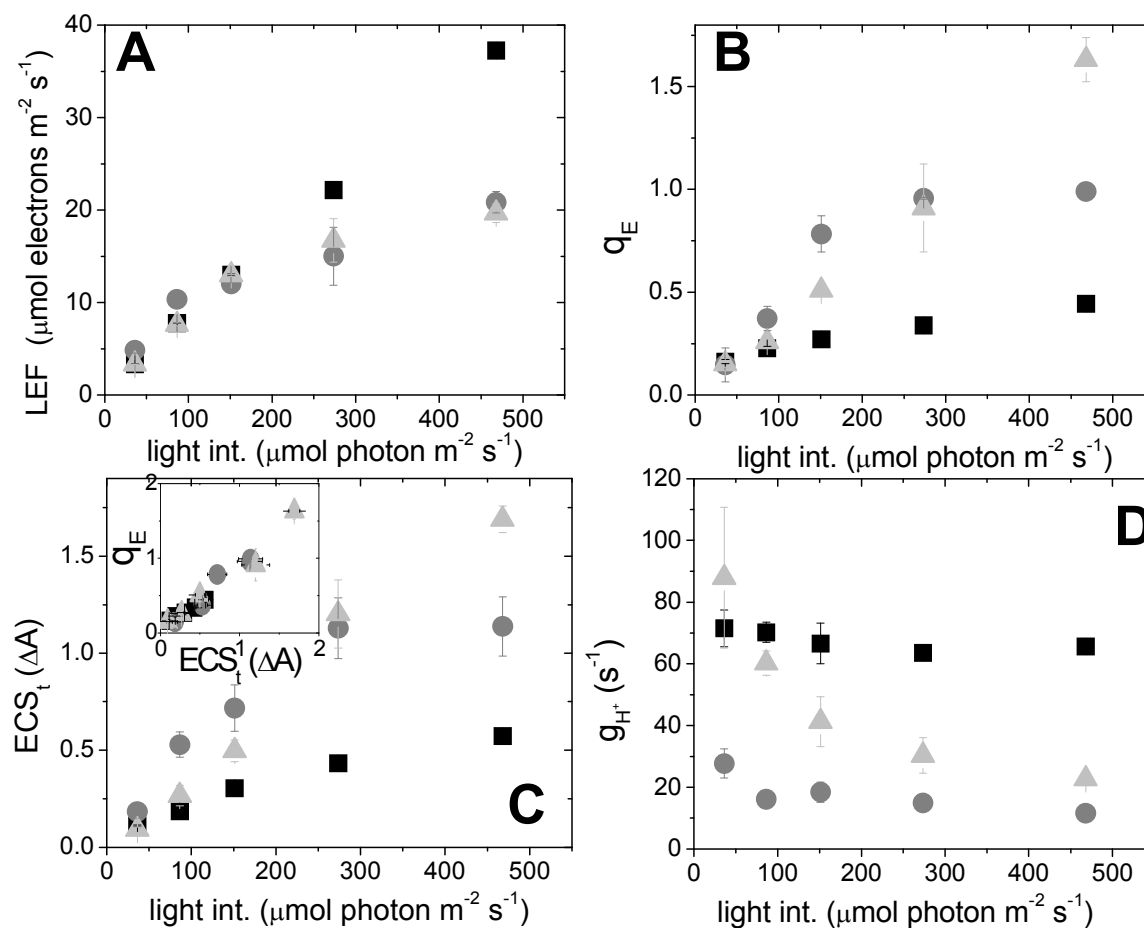 A
40
30
20
10
0
LEF (μmol electrons m⁻² s⁻¹)
0 100 200 300 400 500
light int. (μmol photon m⁻² s⁻¹)
B
1.5
1.0
0.5
0.0
qE
0 100 200 300 400 500
light int. (μmol photon m⁻² s⁻¹)
C
1.5
1.0
0.5
0.0
ECSt (ΔA)
0 100 200 300 400 500
light int. (μmol photon m⁻² s⁻¹)
2
1
0
qE
0 1 2
ECSt (ΔA)
D
120
100
80
60
40
20
0
gH⁺ (s⁻¹)
0 100 200 300 400 500
light int. (μmol photon m⁻² s⁻¹)